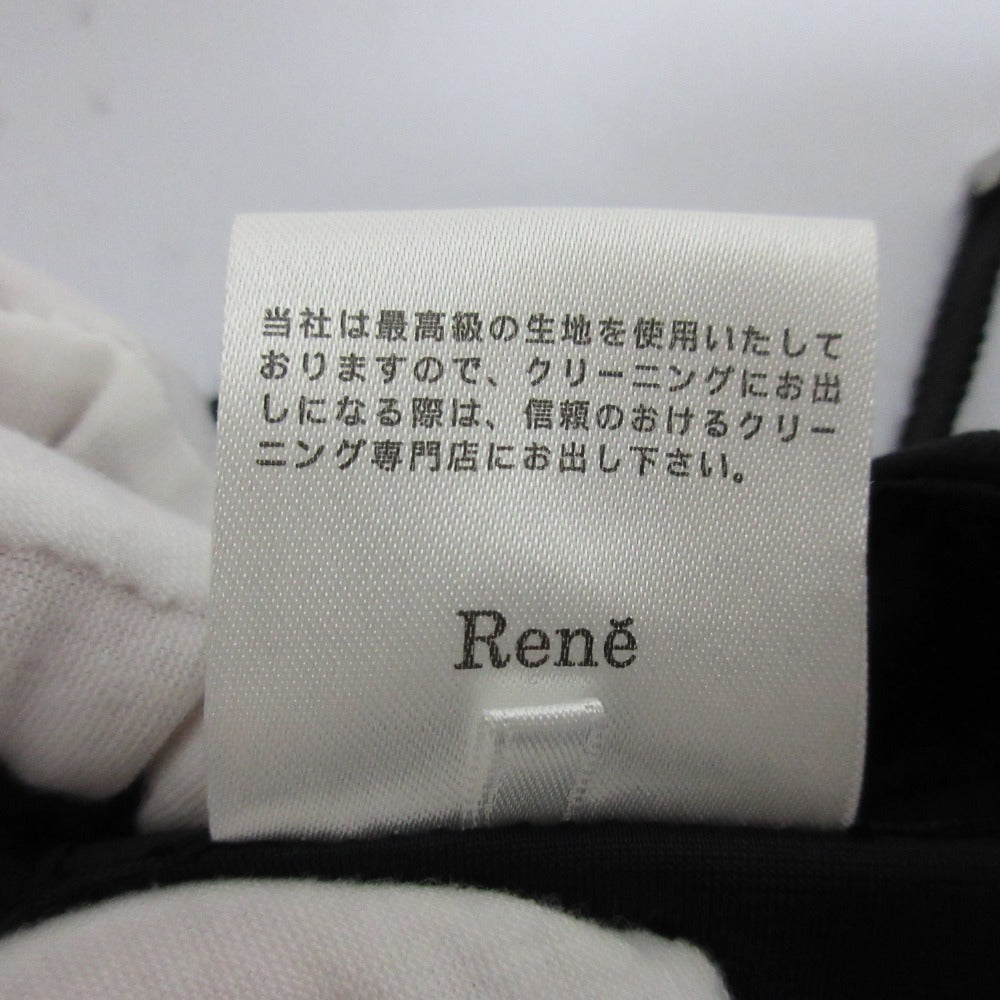 当社は最高級の生地を使用いたして
おりますので、クリーニングにお出
しになる際は、信頼のおけるクリー
ニング専門店にお出し下さい。
Renĕ